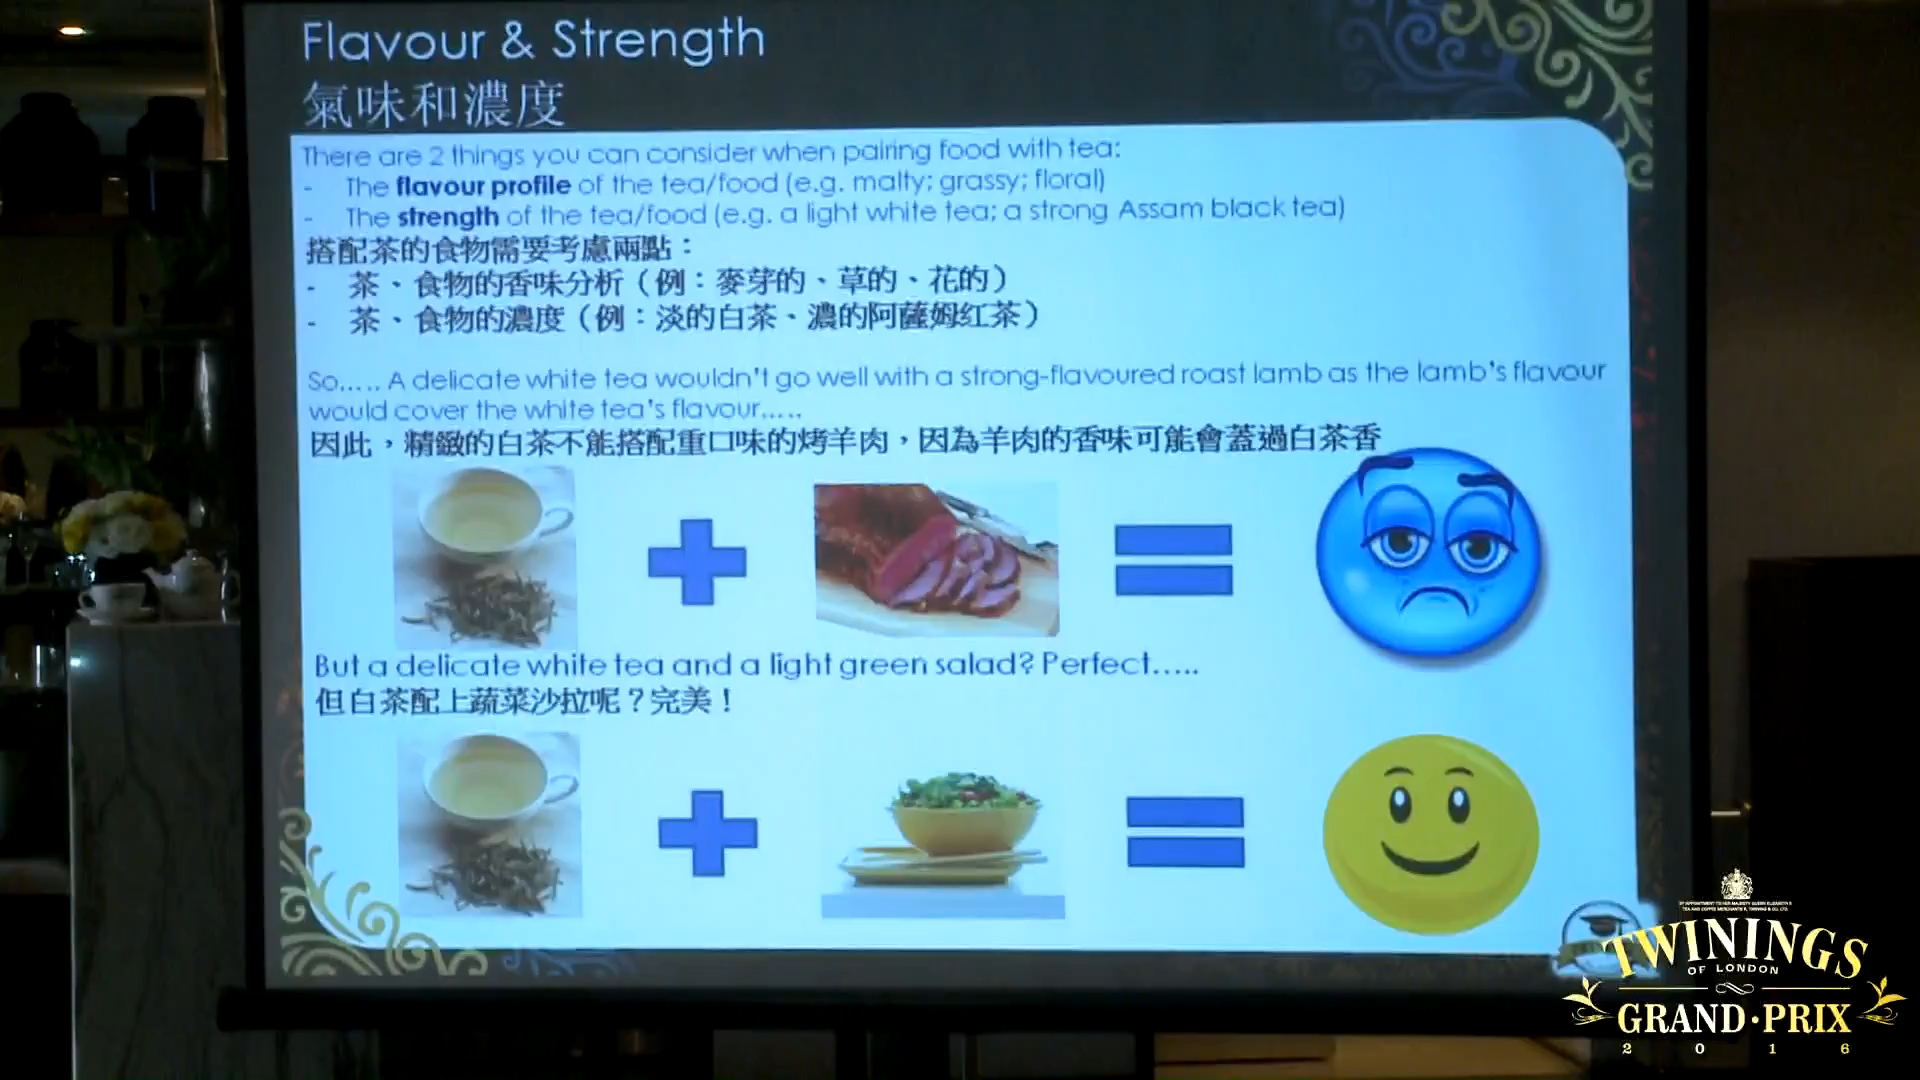 Flavour & Strength
氣味和濃度
There are 2 things you can consider when pairing food with tea:
- The flavour profile of the tea/food (e.g. malty; grassy; floral)
- The strength of the tea/food (e.g. a light white tea; a strong Assam black tea)
搭配茶的食物需要考慮兩點：
- 茶、食物的香味分析（例：麥芽的、草的、花的）
- 茶、食物的濃度（例：淡的白茶、濃的阿薩姆紅茶）
So..... A delicate white tea wouldn't go well with a strong-flavoured roast lamb as the lamb's flavour
would cover the white tea's flavour.....
因此，精緻的白茶不能搭配重口味的烤羊肉，因為羊肉的香味可能會蓋過白茶香
But a delicate white tea and a light green salad? Perfect.....
但白茶配上蔬菜沙拉呢？完美！
TWININGS
OF LONDON
GRAND·PRIX
2016